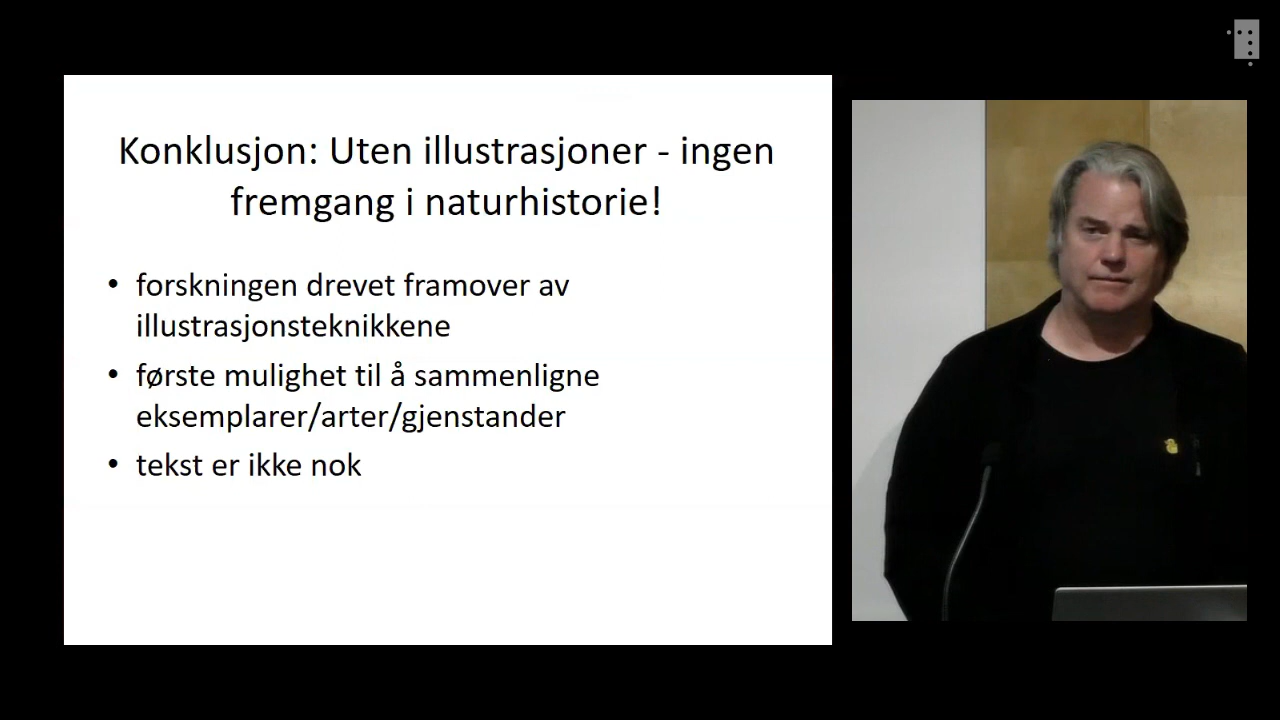 Konklusjon: Uten illustrasjoner - ingen
fremgang i naturhistorie!
• forskningen drevet framover av
illustrasjonsteknikkene
• første mulighet til å sammenligne
eksemplarer/arter/gjenstander
• tekst er ikke nok